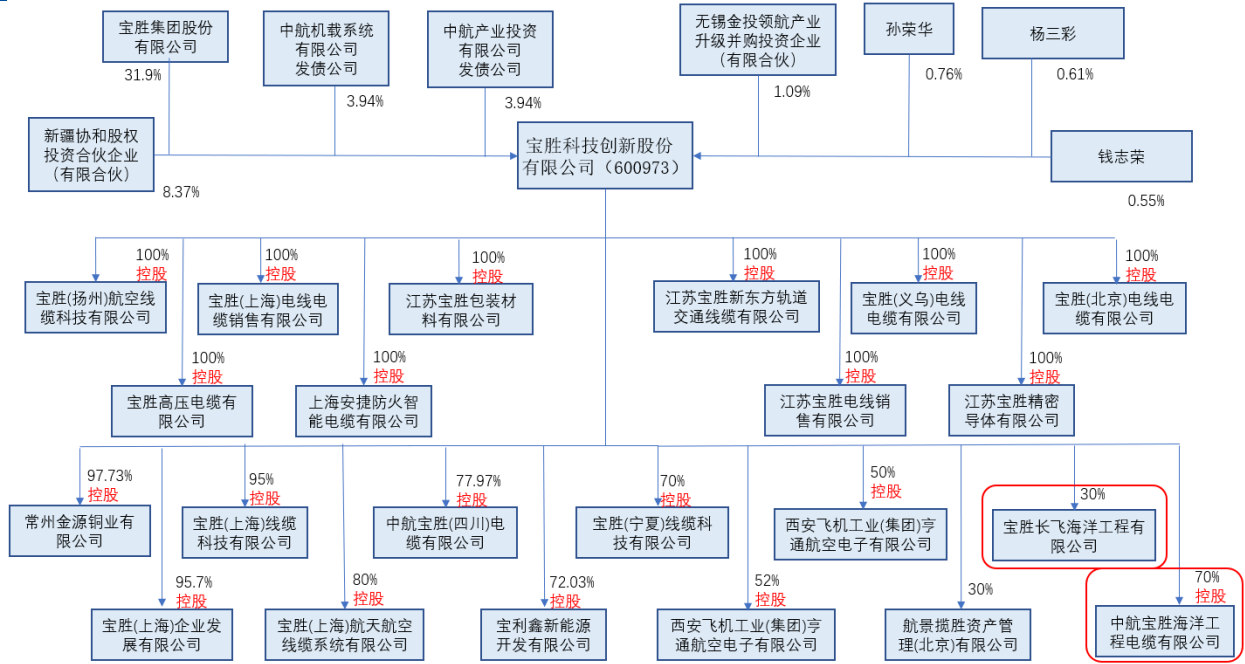 宝胜集团股份
有限公司
31.9%
中航机载系统
有限公司
发债公司
3.94%
中航产业投资
有限公司
发债公司
3.94%
无锡金投领航产业
升级并购投资企业
（有限合伙）
1.09%
孙荣华
0.76%
杨三彩
0.61%
新疆协和股权
投资合伙企业
（有限合伙）
8.37%
宝胜科技创新股份
有限公司（600973）
钱志荣
0.55%
100%
控股
宝胜(扬州)航空线
缆科技有限公司
100%
控股
宝胜(上海)电线电
缆销售有限公司
100%
控股
江苏宝胜包装材
料有限公司
100%
控股
江苏宝胜新东方轨道
交通线缆有限公司
100%
控股
宝胜(义乌)电线
电缆有限公司
100%
控股
宝胜(北京)电线电
缆有限公司
100%
控股
宝胜高压电缆有
限公司
100%
控股
上海安捷防火智
能电缆有限公司
100%
控股
江苏宝胜电线销
售有限公司
100%
控股
江苏宝胜精密
导体有限公司
97.73%
控股
常州金源铜业有
限公司
95%
控股
宝胜(上海)线缆
科技有限公司
77.97%
控股
中航宝胜(四川)电
缆有限公司
70%
控股
宝胜(宁夏)线缆科
技有限公司
50%
控股
西安飞机工业(集团)亨
通航空电子有限公司
30%
宝胜长飞海洋工程有
限公司
95.7%
控股
宝胜(上海)企业发
展有限公司
80%
控股
宝胜(上海)航天航空
线缆系统有限公司
72.03%
控股
宝利鑫新能源
开发有限公司
52%
控股
西安飞机工业(集团)亨
通航空电子有限公司
30%
航景揽胜资产管
理(北京)有限公司
70%
控股
中航宝胜海洋工
程电缆有限公司